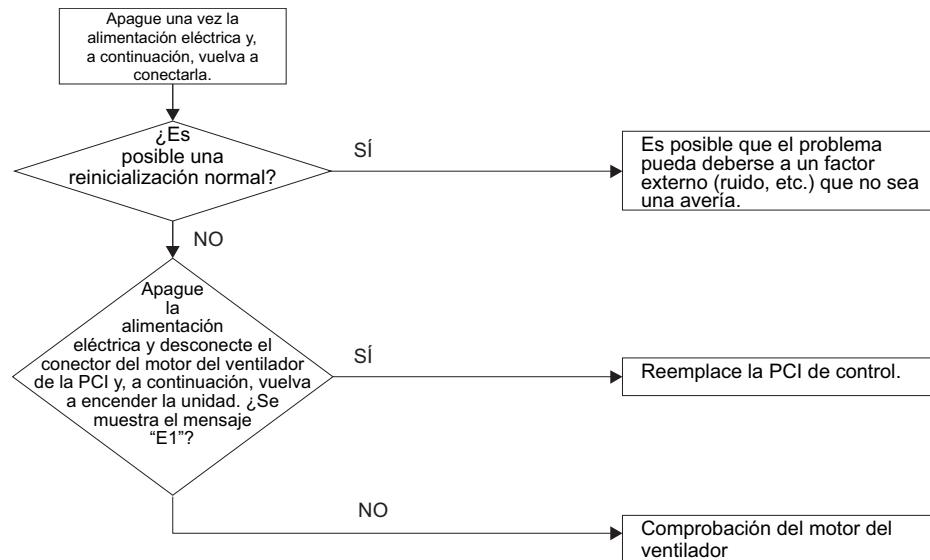 Apague una vez la
alimentación eléctrica y,
a continuación, vuelva a
conectarla.
¿Es
posible una
reinicialización normal?
SÍ
Es posible que el problema
pueda deberse a un factor
externo (ruido, etc.) que no sea
una avería.
NO
Apague
la
alimentación
eléctrica y desconecte el
conector del motor del ventilador
de la PCI y, a continuación, vuelva
a encender la unidad. ¿Se
muestra el mensaje
“E1”?
SÍ
Reemplace la PCI de control.
NO
Comprobación del motor del
ventilador